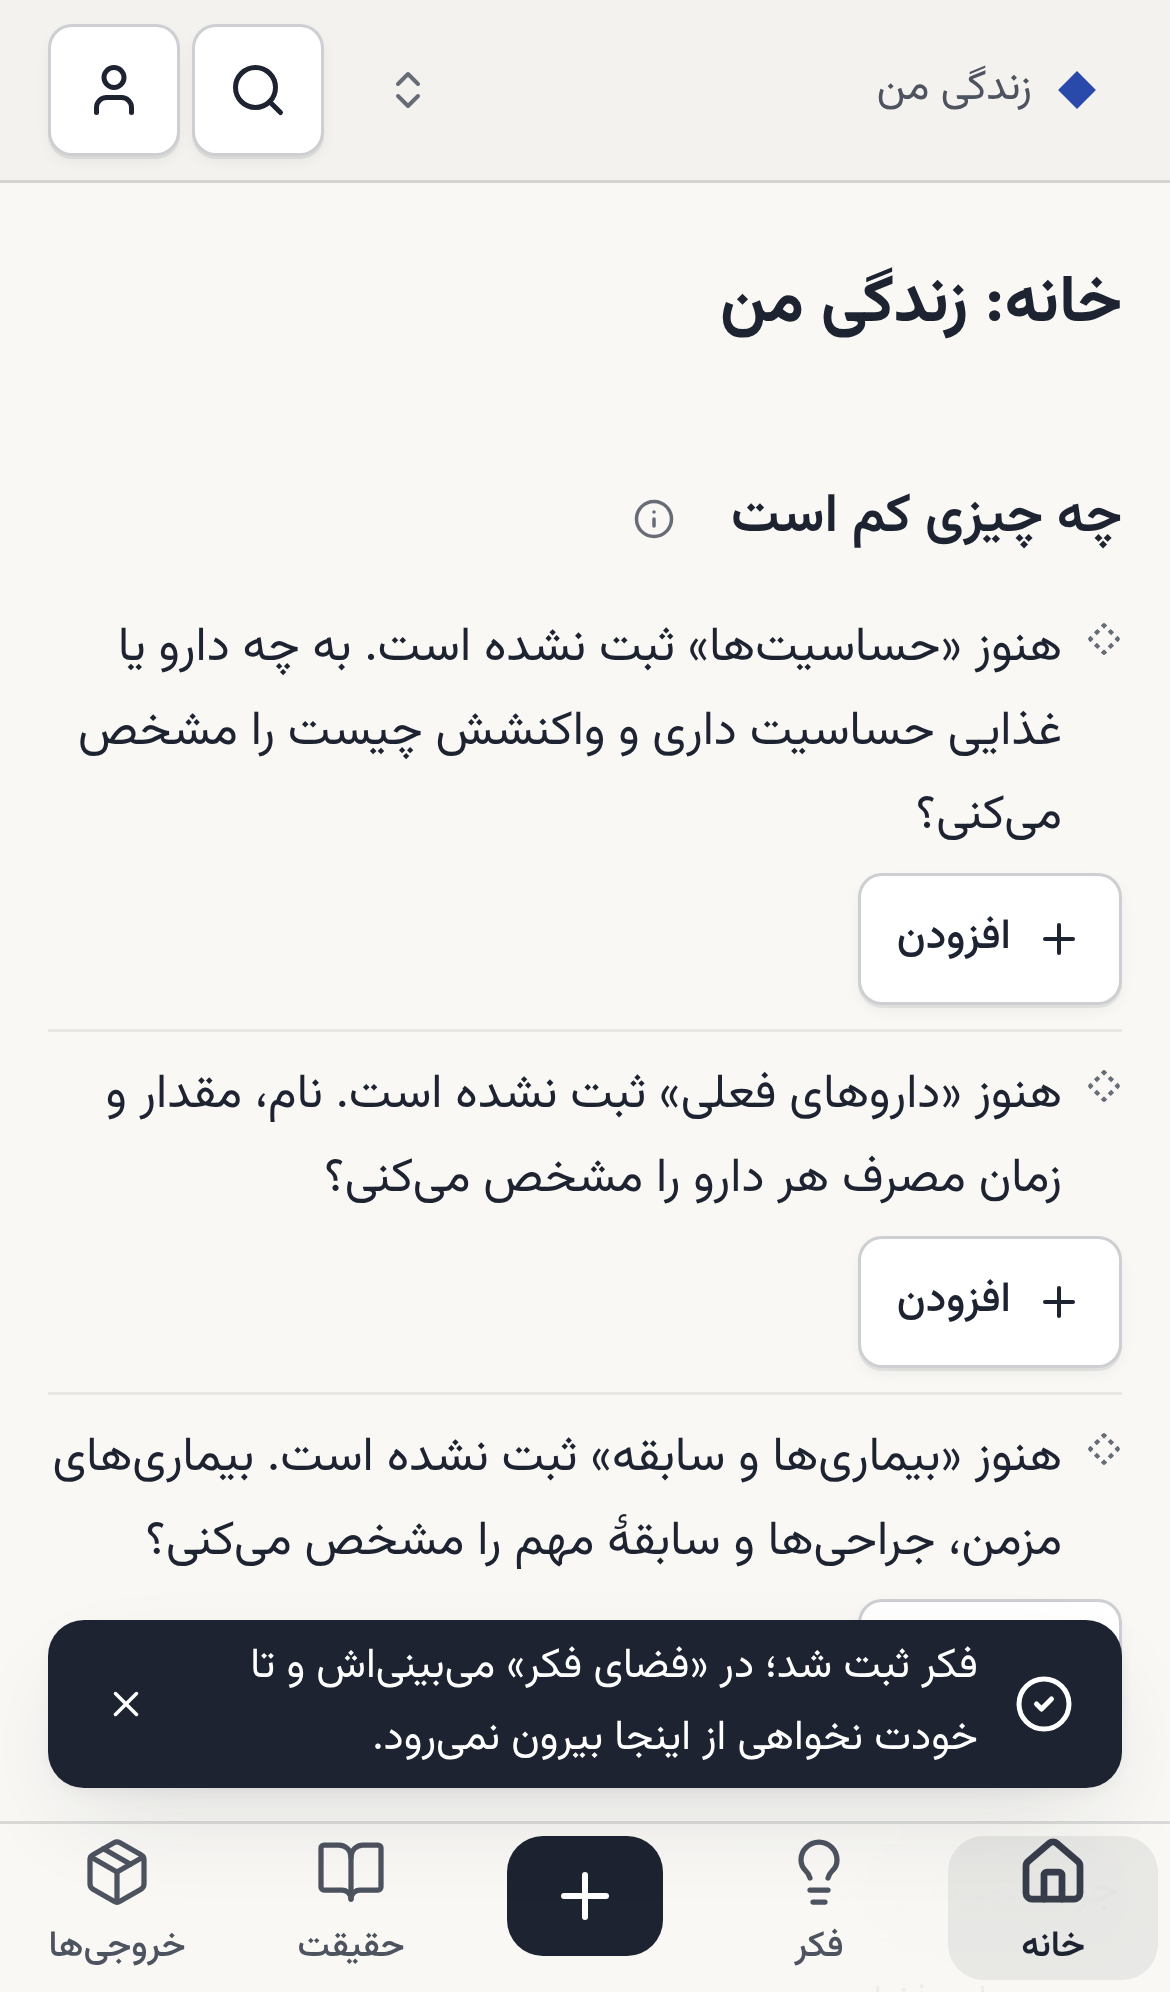 زندگی من
خانه: زندگی من
چه چیزی کم است
هنوز «حساسیت‌ها» ثبت نشده است. به چه دارو یا
غذایی حساسیت داری و واکنشش چیست را مشخص
می‌کنی؟
افزودن
هنوز «داروهای فعلی» ثبت نشده است. نام، مقدار و
زمان مصرف هر دارو را مشخص می‌کنی؟
افزودن
هنوز «بیماری‌ها و سابقه» ثبت نشده است. بیماری‌های
مزمن، جراحی‌ها و سابقهٔ مهم را مشخص می‌کنی؟
فکر ثبت شد؛ در «فضای فکر» می‌بینی‌اش و تا
خودت نخواهی از اینجا بیرون نمی‌رود.
خانه
فکر
حقیقت
خروجی‌ها